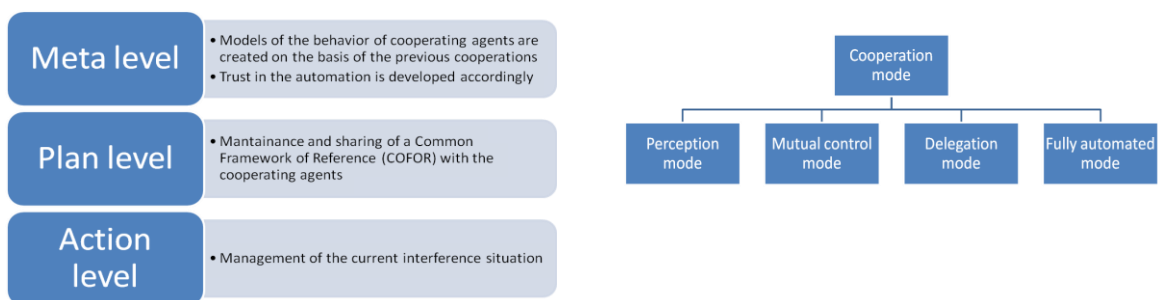 Meta level
• Models of the behavior of cooperating agents are
created on the basis of the previous cooperations
• Trust in the automation is developed accordingly
Plan level
• Mantainance and sharing of a Common
Framework of Reference (COFOR) with the
cooperating agents
Action
level
• Management of the current interference situation
Cooperation
mode
Perception
mode
Mutual control
mode
Delegation
mode
Fully automated
mode